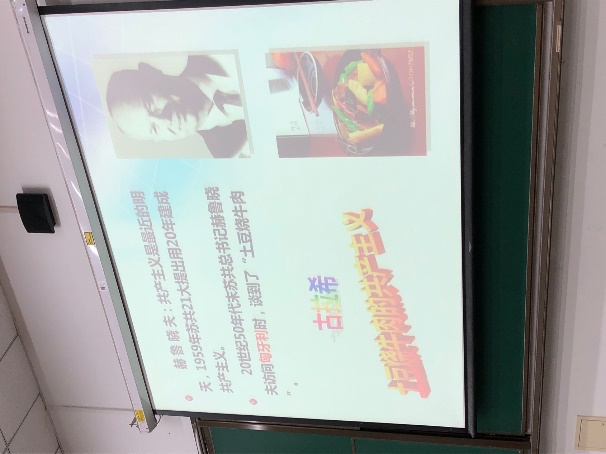 赫鲁晓夫：共产主义是最近的明
天，1959年苏共21大提出用20年建成
共产主义。
20世纪50年代末苏共总书记赫鲁晓
夫访问匈牙利时，谈到了“土豆烧牛肉
”。
古拉希
土豆烧牛肉的共产主义